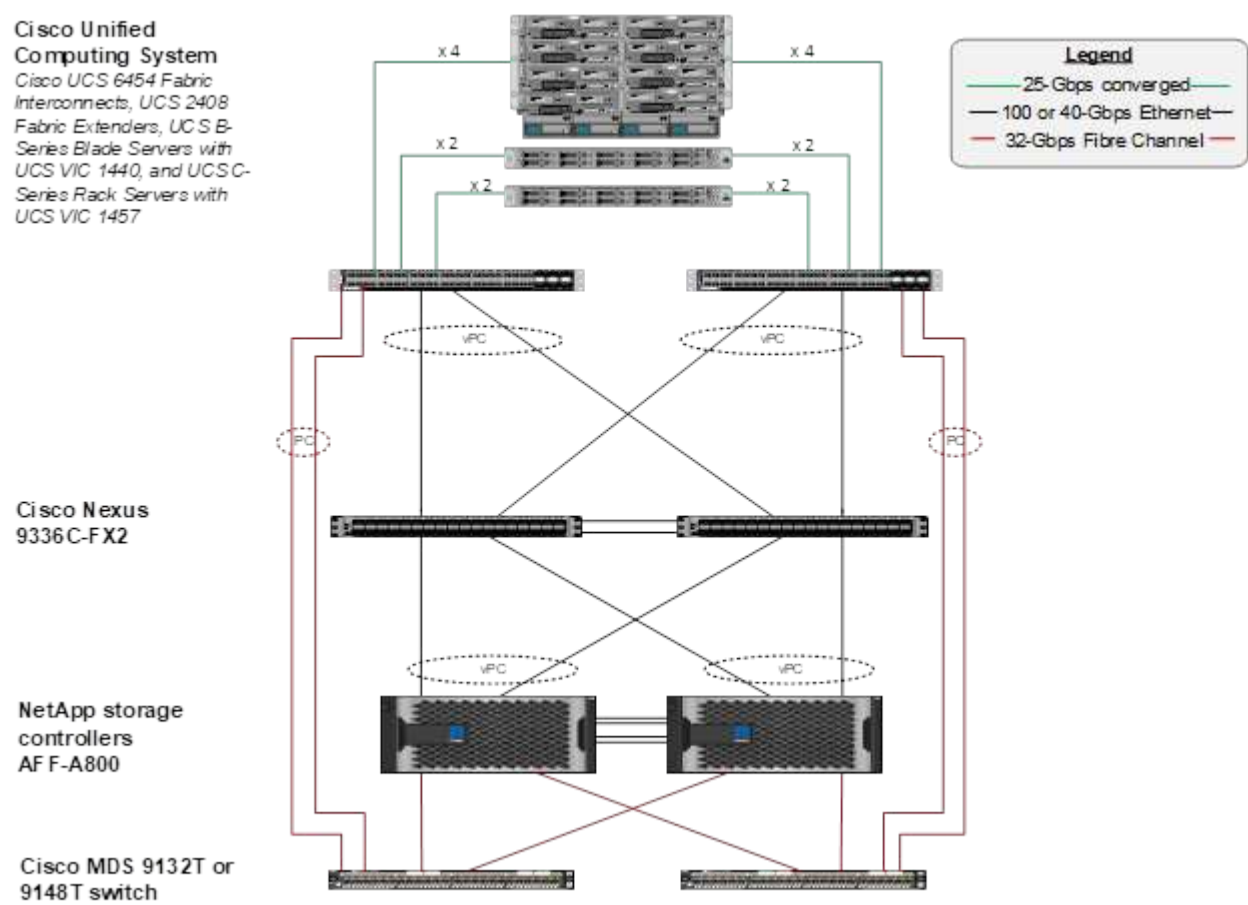 Cisco Unified
Computing System
Cisco UCS 6454 Fabric
Interconnects, UCS 2408
Fabric Extenders, UCS B-
Series Blade Servers with
UCS VIC 1440, and UCS C-
Series Rack Servers with
UCS VIC 1457
x 4
x 4
x 2
x 2
x 2
x 2
Legend
25-Gbps converged
100 or 40-Gbps Ethernet
32-Gbps Fibre Channel
vPC
vPC
PC
PC
Cisco Nexus
9336C-FX2
vPC
vPC
NetApp storage
controllers
AFF-A800
Cisco MDS 9132T or
9148T switch